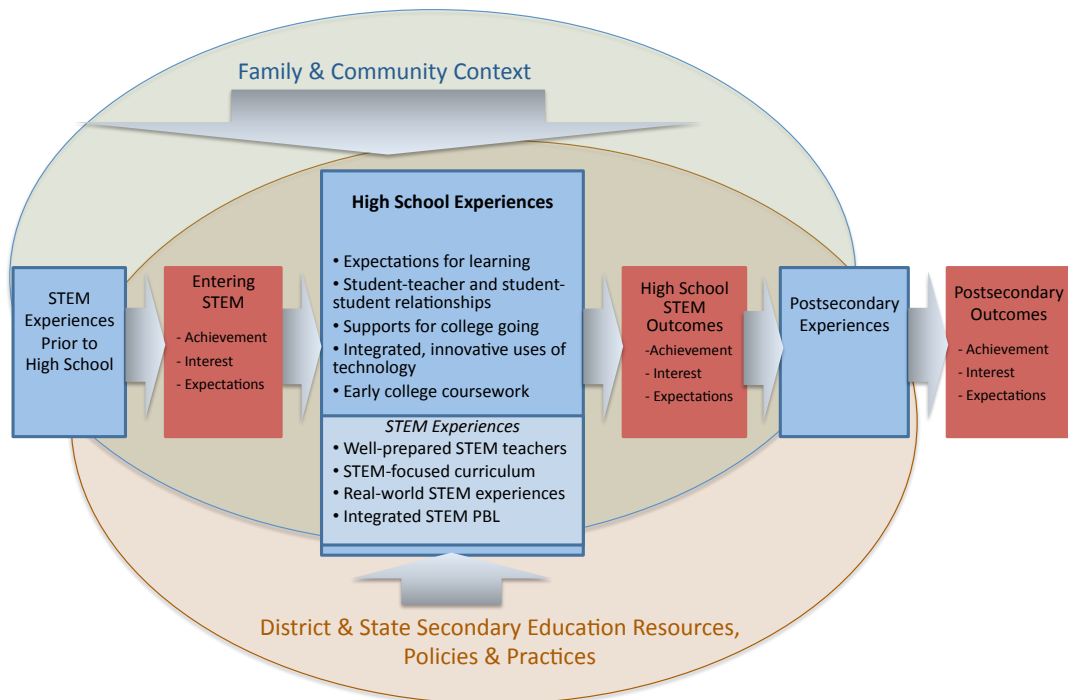 Family & Community Context
STEM
Experiences
Prior to
High School
Entering
STEM
- Achievement
- Interest
- Expectations
High School Experiences
• Expectations for learning
• Student-teacher and student-
student relationships
• Supports for college going
• Integrated, innovative uses of
technology
• Early college coursework
STEM Experiences
• Well-prepared STEM teachers
• STEM-focused curriculum
• Real-world STEM experiences
• Integrated STEM PBL
High School
STEM
Outcomes
-Achievement
- Interest
- Expectations
Postsecondary
Experiences
Postsecondary
Outcomes
- Achievement
- Interest
- Expectations
District & State Secondary Education Resources,
Policies & Practices